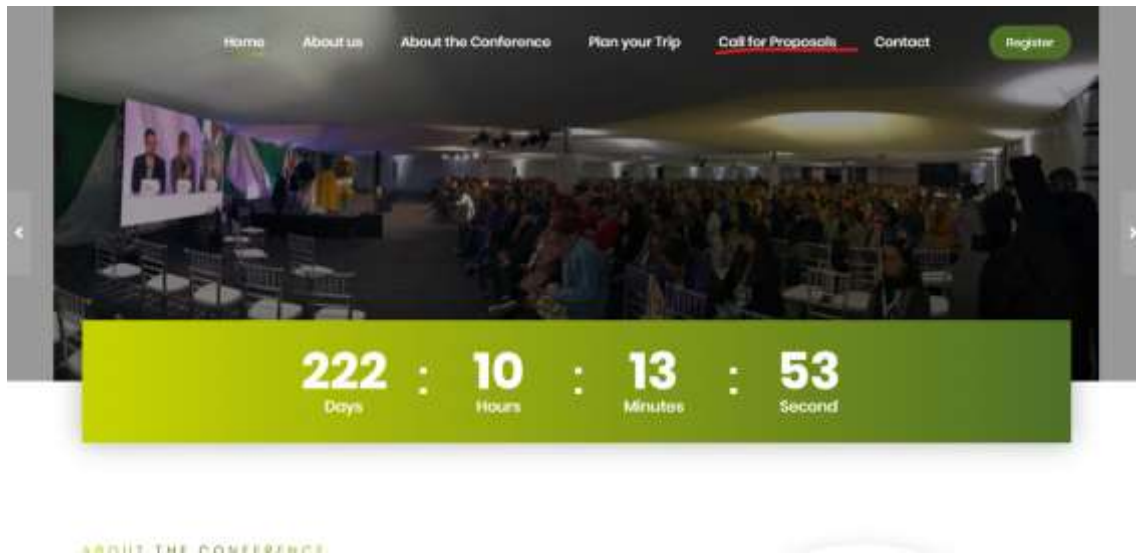 Home About us About the Conference Plan your Trip Call for Proposals Contact Register
222 : 10 : 13 : 53
Days Hours Minutes Second
ABOUT THE CONFERENCE